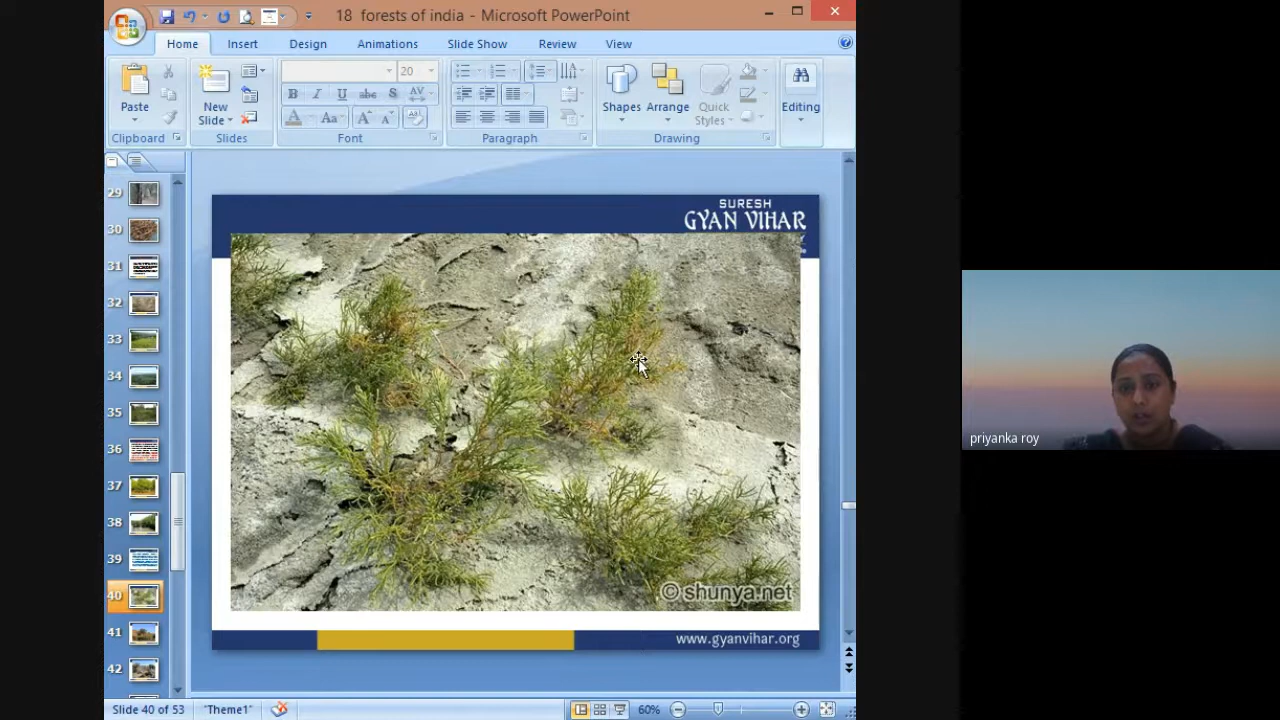 18 forests of india - Microsoft PowerPoint
Home Insert Design Animations Slide Show Review View
20
Paste
New
Slide
Shapes Arrange Quick
Styles
Editing
B I U abc S AV
A Aa A A
Clipboard Slides Font Paragraph Drawing
29
30
31
32
33
34
35
36
37
38
39
40
41
42
SURESH
GYAN VIHAR
© shunya.net
www.gyanvihar.org
priyanka roy
Slide 40 of 53 "Theme1" 60%